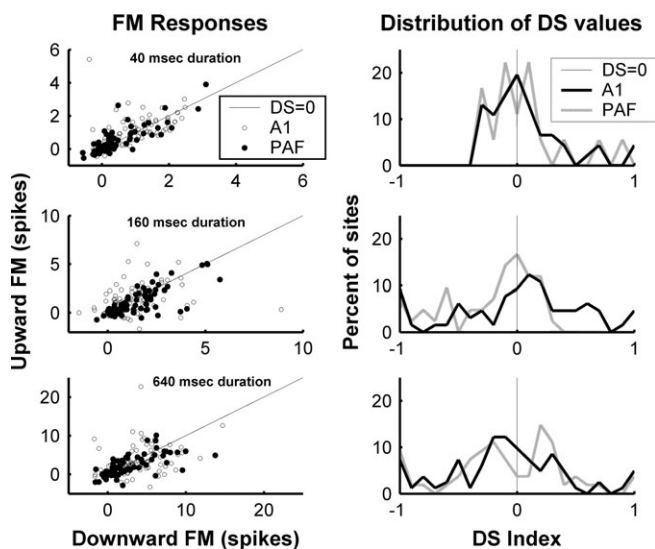 FM Responses
Distribution of DS values
40 msec duration
DS=0
A1
PAF
6
4
2
0
0
2
4
6
DS=0
A1
PAF
20
10
0
-1
0
1
160 msec duration
10
5
0
0
5
10
20
10
0
-1
0
1
640 msec duration
20
10
0
0
10
20
20
10
0
-1
0
1
Upward FM (spikes)
Percent of sites
Downward FM (spikes)
DS Index